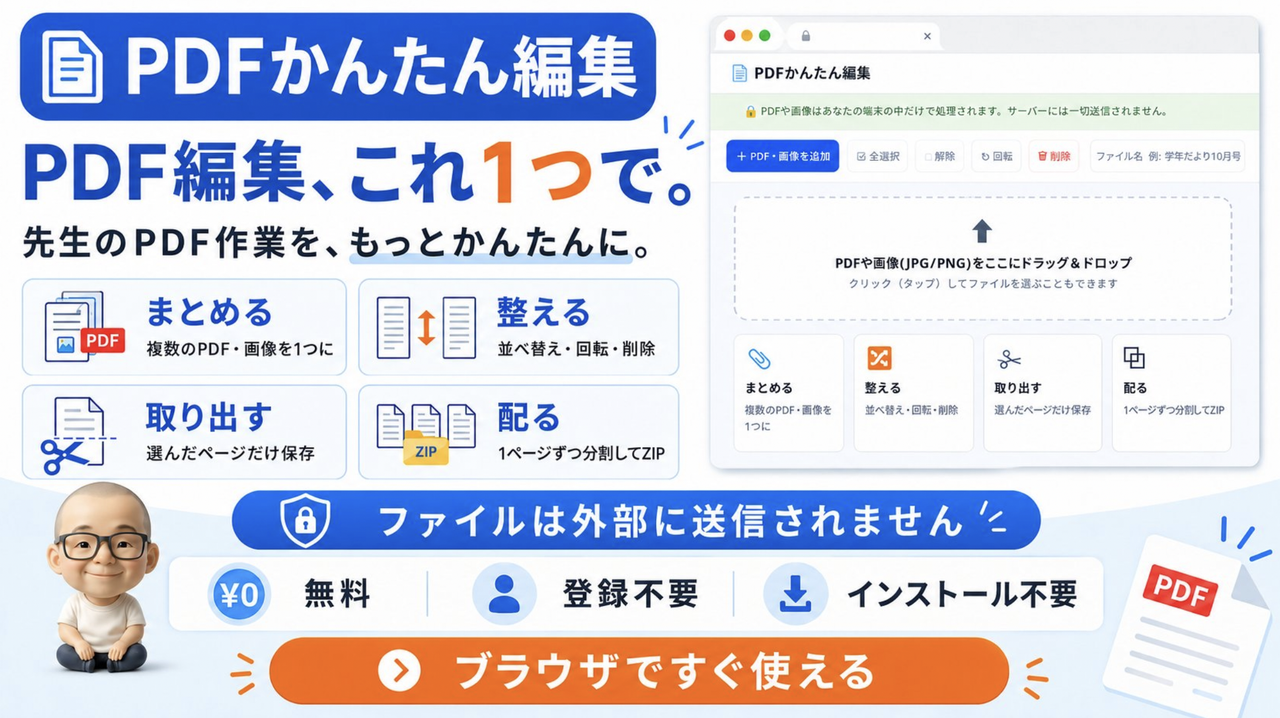 PDFかんたん編集
PDF編集、これ1つで。
先生のPDF作業を、もっとかんたんに。
まとめる
複数のPDF・画像を1つに
PDF
整える
並べ替え・回転・削除
取り出す
選んだページだけ保存
配る
1ページずつ分割してZIP
ZIP
PDFかんたん編集
PDFや画像はあなたの端末の中だけで処理されます。サーバーには一切送信されません。
＋ PDF・画像を追加
全選択
解除
回転
削除
ファイル名 例: 学年だより10月号
PDFや画像(JPG/PNG)をここにドラッグ＆ドロップ
クリック（タップ）してファイルを選ぶこともできます
まとめる
複数のPDF・画像を
1つに
整える
並べ替え・回転・削除
取り出す
選んだページだけ保存
配る
1ページずつ分割してZIP
ファイルは外部に送信されません
¥0
無料
登録不要
インストール不要
PDF
ブラウザですぐ使える